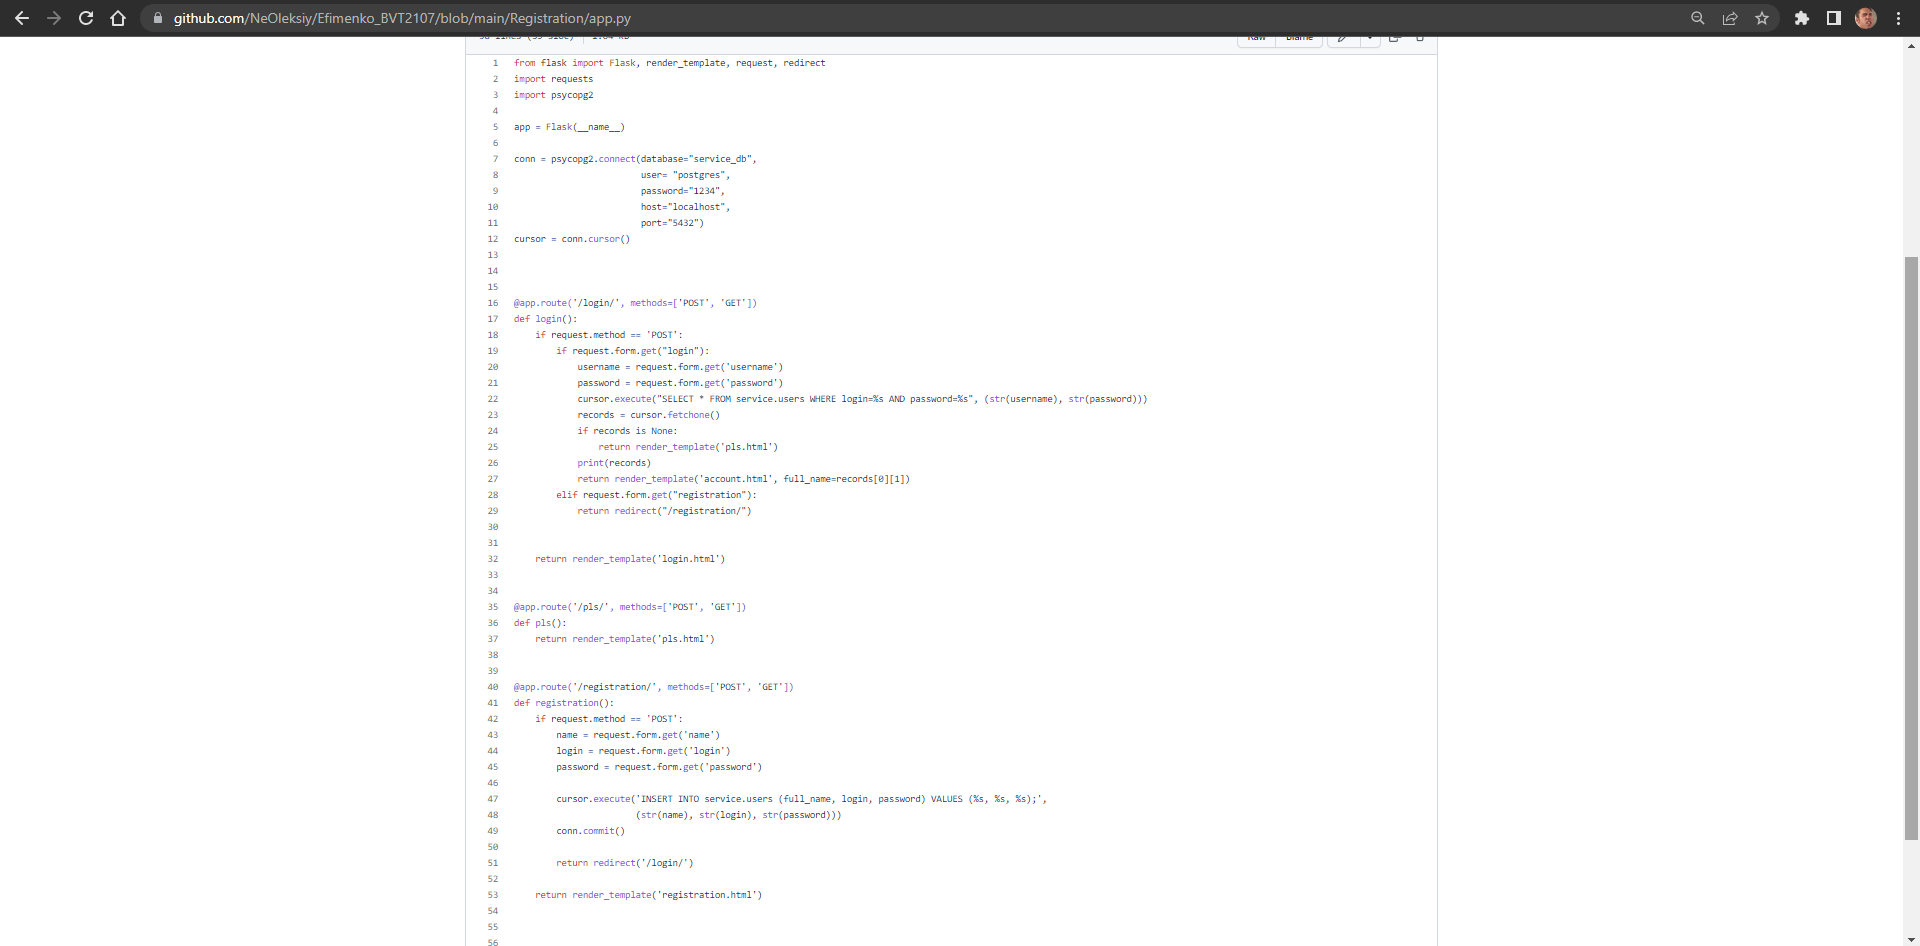 github.com/NeOleksiy/Efimenko_BVT2107/blob/main/Registration/app.py
Raw Blame
1 from flask import Flask, render_template, request, redirect
2 import requests
3 import psycopg2
4
5 app = Flask(__name__)
6
7 conn = psycopg2.connect(database="service_db",
8 user= "postgres",
9 password="1234",
10 host="localhost",
11 port="5432")
12 cursor = conn.cursor()
13
14
15
16 @app.route('/login/', methods=['POST', 'GET'])
17 def login():
18 if request.method == 'POST':
19 if request.form.get("login"):
20 username = request.form.get('username')
21 password = request.form.get('password')
22 cursor.execute("SELECT * FROM service.users WHERE login=%s AND password=%s", (str(username), str(password)))
23 records = cursor.fetchone()
24 if records is None:
25 return render_template('pls.html')
26 print(records)
27 return render_template('account.html', full_name=records[0][1])
28 elif request.form.get("registration"):
29 return redirect("/registration/")
30
31
32 return render_template('login.html')
33
34
35 @app.route('/pls/', methods=['POST', 'GET'])
36 def pls():
37 return render_template('pls.html')
38
39
40 @app.route('/registration/', methods=['POST', 'GET'])
41 def registration():
42 if request.method == 'POST':
43 name = request.form.get('name')
44 login = request.form.get('login')
45 password = request.form.get('password')
46
47 cursor.execute('INSERT INTO service.users (full_name, login, password) VALUES (%s, %s, %s);',
48 (str(name), str(login), str(password)))
49 conn.commit()
50
51 return redirect('/login/')
52
53 return render_template('registration.html')
54
55
56